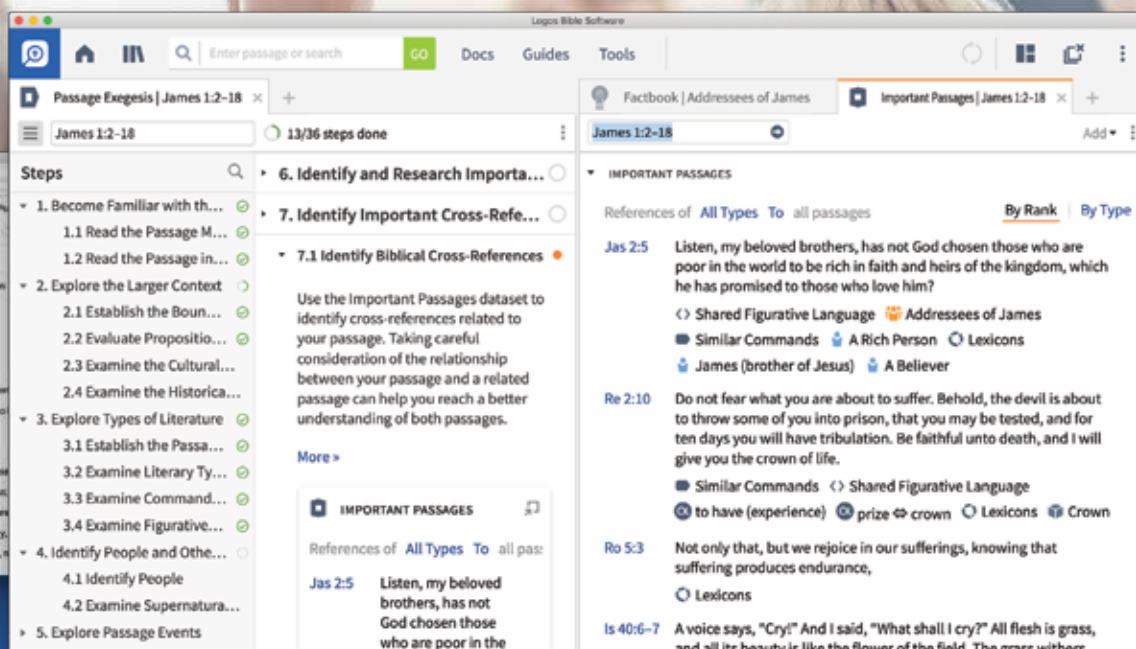 Logos Bible Software
Enter passage or search
GO
Docs
Guides
Tools
Passage Exegesis | James 1:2–18
James 1:2–18
13/36 steps done
Steps
1. Become Familiar with th...
1.1 Read the Passage M...
1.2 Read the Passage in...
2. Explore the Larger Context
2.1 Establish the Boun...
2.2 Evaluate Propositio...
2.3 Examine the Cultural...
2.4 Examine the Historica...
3. Explore Types of Literature
3.1 Establish the Passa...
3.2 Examine Literary Ty...
3.3 Examine Command...
3.4 Examine Figurative...
4. Identify People and Othe...
4.1 Identify People
4.2 Examine Supernatura...
5. Explore Passage Events
6. Identify and Research Importa...
7. Identify Important Cross-Refe...
7.1 Identify Biblical Cross-References
Use the Important Passages dataset to
identify cross-references related to
your passage. Taking careful
consideration of the relationship
between your passage and a related
passage can help you reach a better
understanding of both passages.
More »
IMPORTANT PASSAGES
References of All Types To all pas
Jas 2:5 Listen, my beloved
brothers, has not
God chosen those
who are poor in the
Factbook | Addressees of James
Important Passages | James 1:2–18
James 1:2–18
Add
IMPORTANT PASSAGES
References of All Types To all passages
By Rank | By Type
Jas 2:5 Listen, my beloved brothers, has not God chosen those who are
poor in the world to be rich in faith and heirs of the kingdom, which
he has promised to those who love him?
Shared Figurative Language Addressees of James
Similar Commands A Rich Person Lexicons
James (brother of Jesus) A Believer
Re 2:10 Do not fear what you are about to suffer. Behold, the devil is about
to throw some of you into prison, that you may be tested, and for
ten days you will have tribulation. Be faithful unto death, and I will
give you the crown of life.
Similar Commands Shared Figurative Language
to have (experience) prize ⇔ crown Lexicons Crown
Ro 5:3 Not only that, but we rejoice in our sufferings, knowing that
suffering produces endurance,
Lexicons
Is 40:6–7 A voice says, "Cry!" And I said, "What shall I cry?" All flesh is grass,
and all its beauty is like the flower of the field. The grass withers